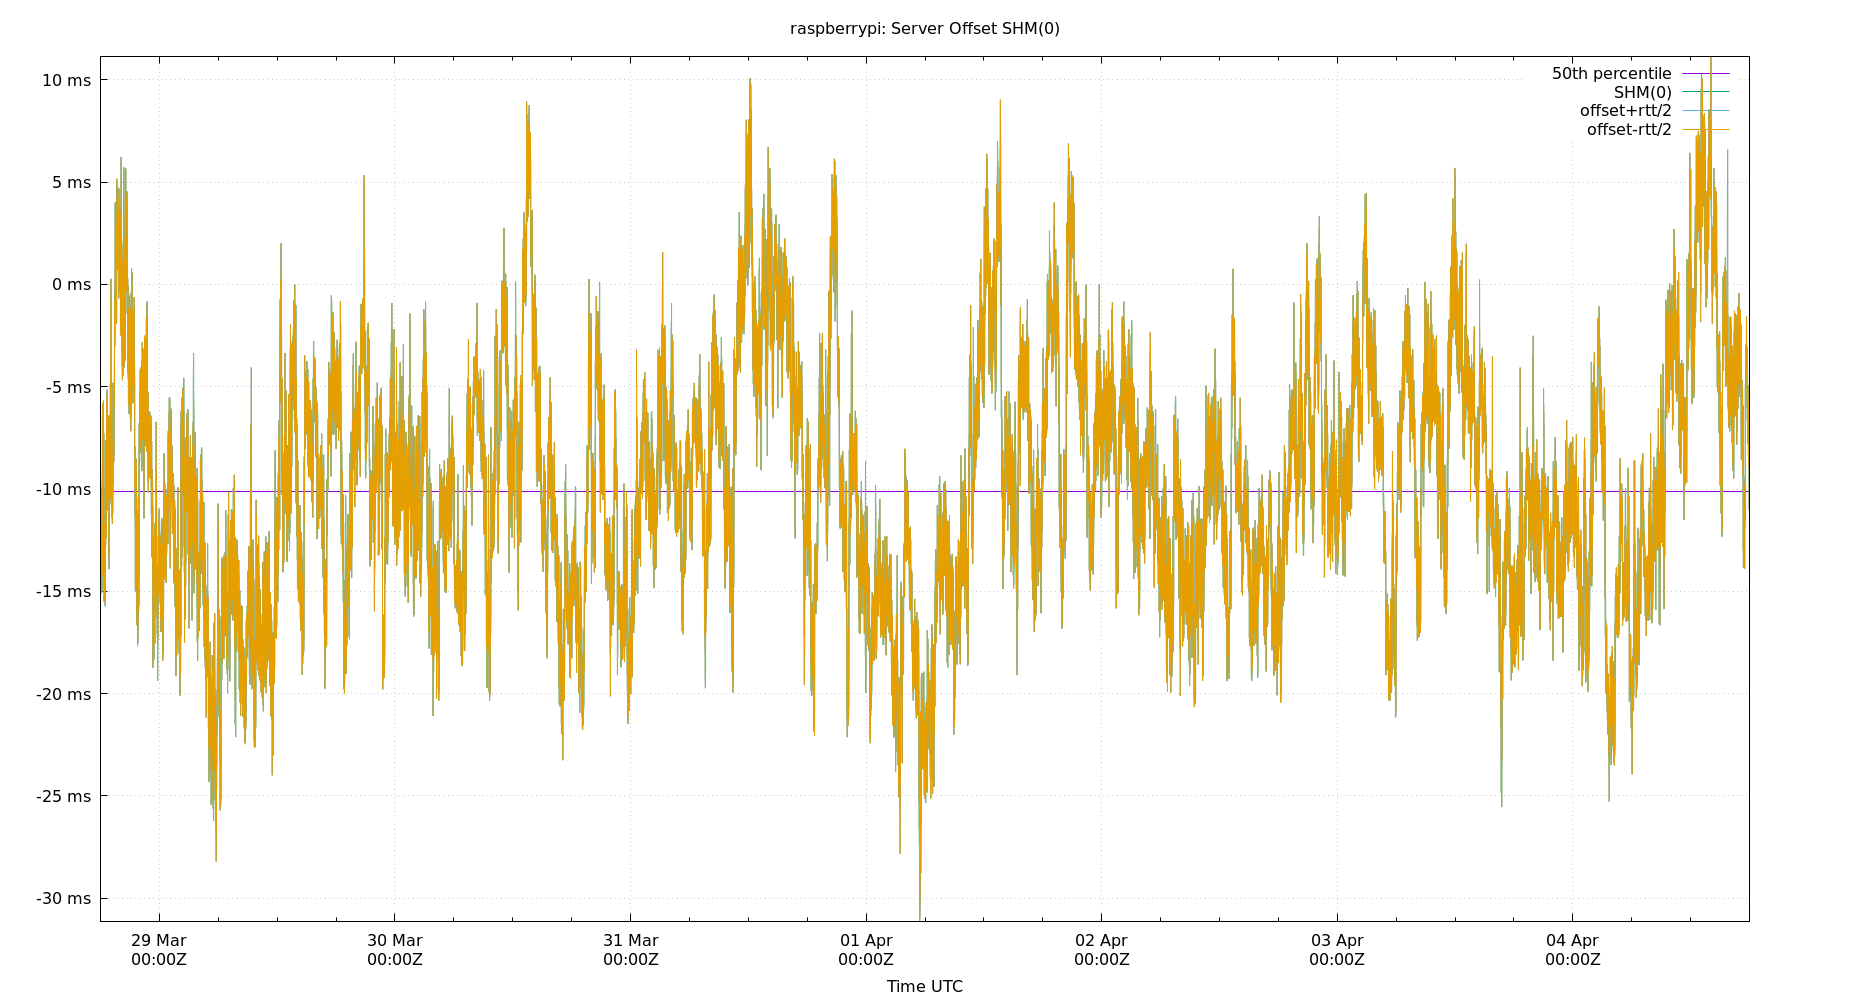 raspberrypi: Server Offset SHM(0)
50th percentile
SHM(0)
offset+rtt/2
offset-rtt/2
10 ms
5 ms
0 ms
-5 ms
-10 ms
-15 ms
-20 ms
-25 ms
-30 ms
29 Mar 30 Mar 31 Mar 01 Apr 02 Apr 03 Apr 04 Apr
00:00Z 00:00Z 00:00Z 00:00Z 00:00Z 00:00Z 00:00Z
Time UTC